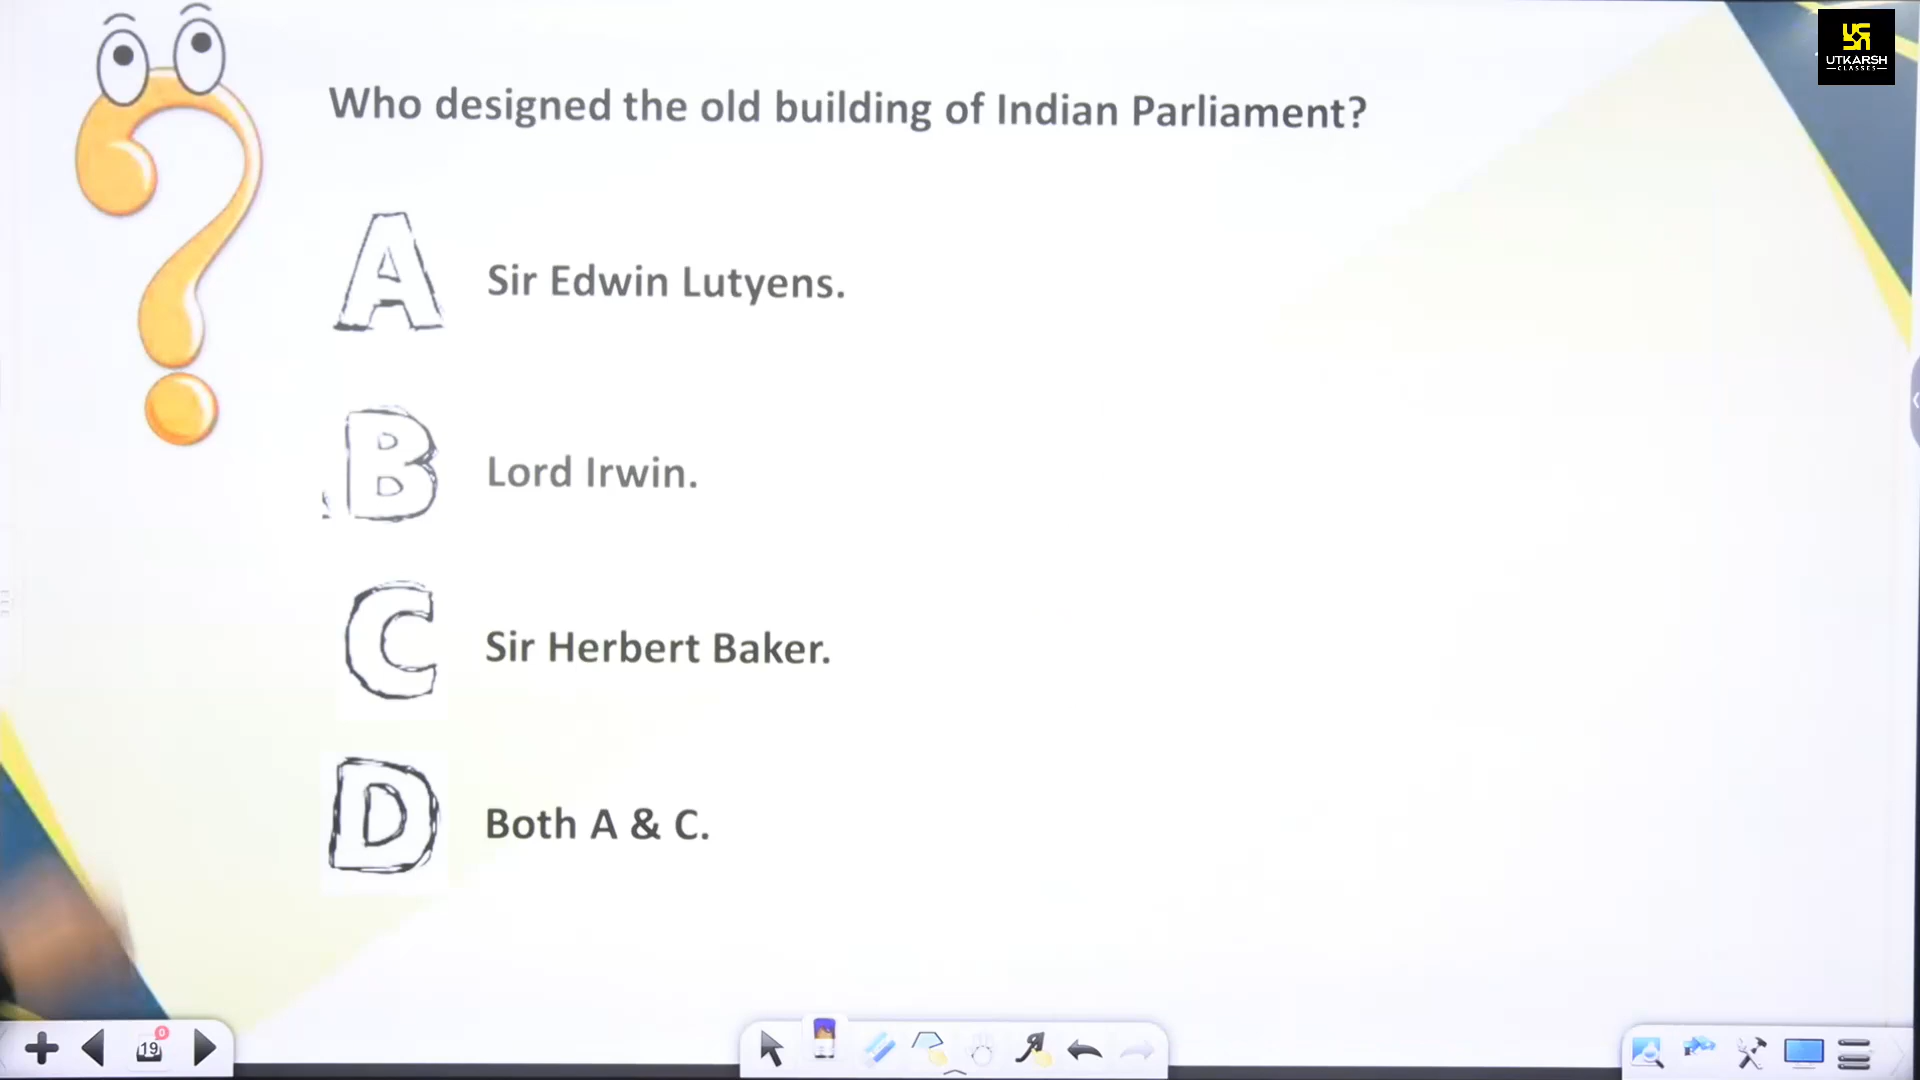 UTKARSH
CLASSES
Who designed the old building of Indian Parliament?
A Sir Edwin Lutyens.
B Lord Irwin.
C Sir Herbert Baker.
D Both A & C.
0
19